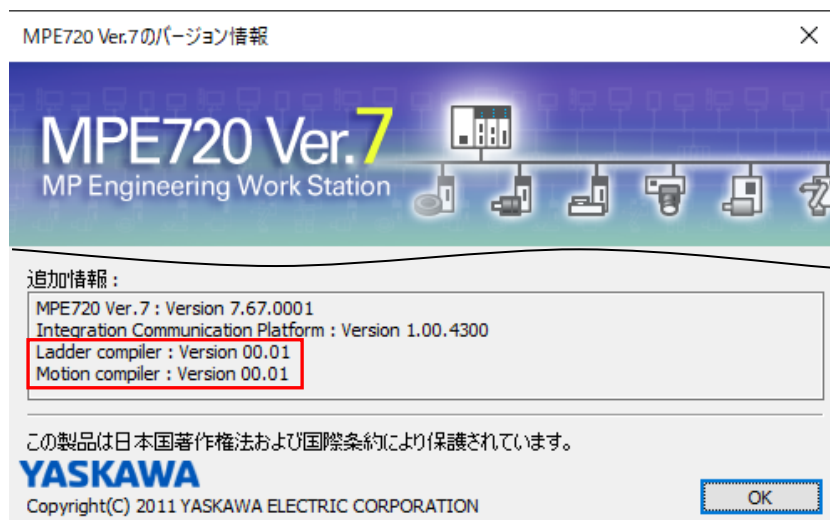 MPE720 Ver.7のバージョン情報
MPE720 Ver.7
MP Engineering Work Station
追加情報：
MPE720 Ver.7 : Version 7.67.0001
Integration Communication Platform : Version 1.00.4300
Ladder compiler : Version 00.01
Motion compiler : Version 00.01
この製品は日本国著作権法および国際条約により保護されています。
YASKAWA
Copyright(C) 2011 YASKAWA ELECTRIC CORPORATION
OK